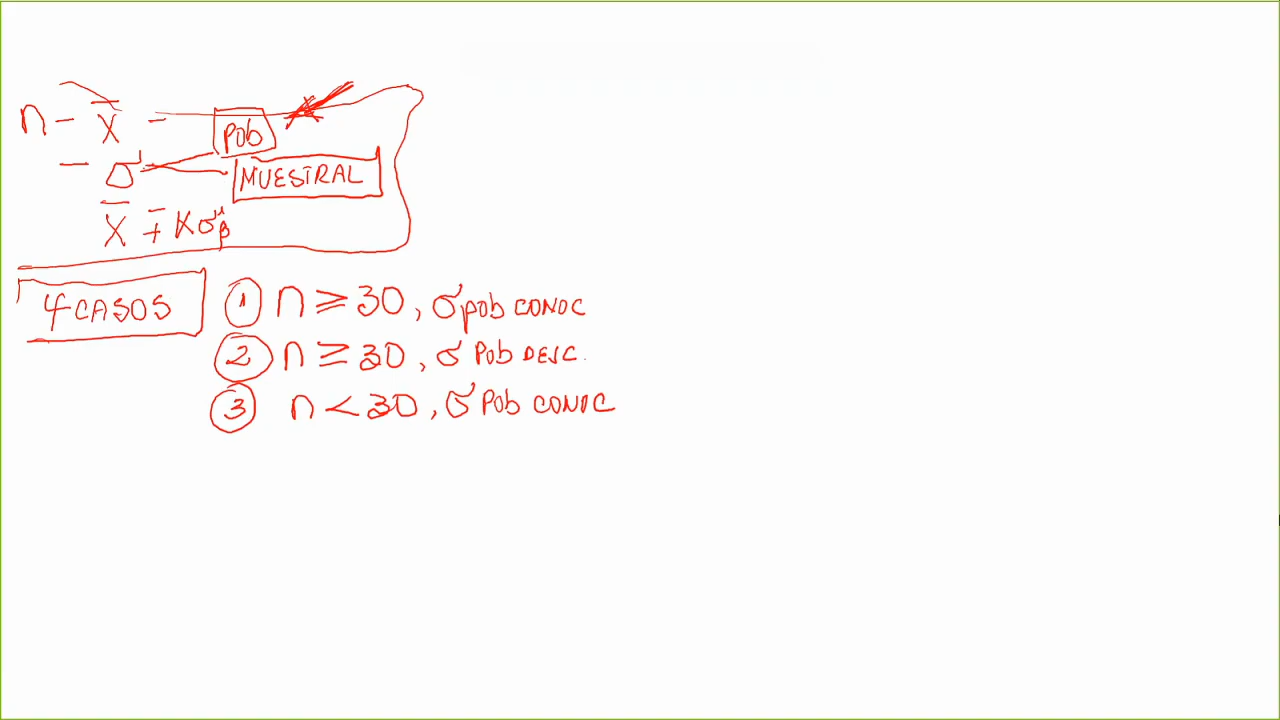 n - X̄ - Pob
- σ MUESTRAL
X̄ ∓ Kσ̂β
4 CASOS
① n ≥ 30, σ pob CONOC
② n ≥ 30, σ Pob DESC.
③ n < 30, σ Pob CONOC